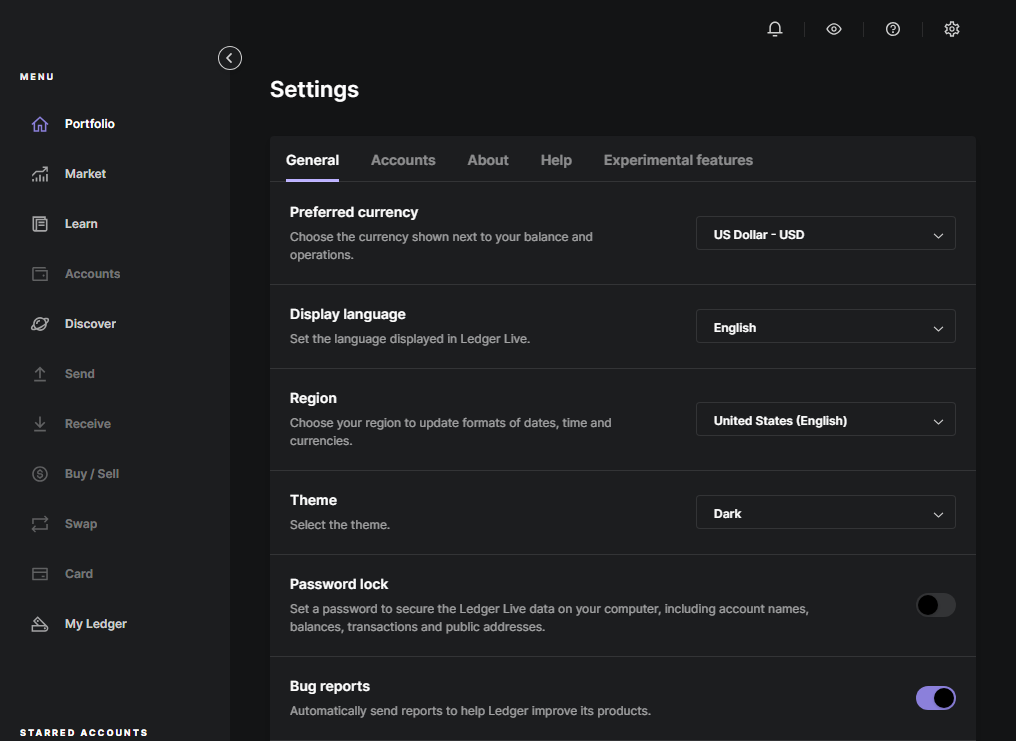 MENU
Portfolio
Market
Learn
Accounts
Discover
Send
Receive
Buy / Sell
Swap
Card
My Ledger
STARRED ACCOUNTS
Settings
General Accounts About Help Experimental features
Preferred currency
Choose the currency shown next to your balance and
operations.
US Dollar - USD
Display language
Set the language displayed in Ledger Live.
English
Region
Choose your region to update formats of dates, time and
currencies.
United States (English)
Theme
Select the theme.
Dark
Password lock
Set a password to secure the Ledger Live data on your computer, including account names,
balances, transactions and public addresses.
Bug reports
Automatically send reports to help Ledger improve its products.